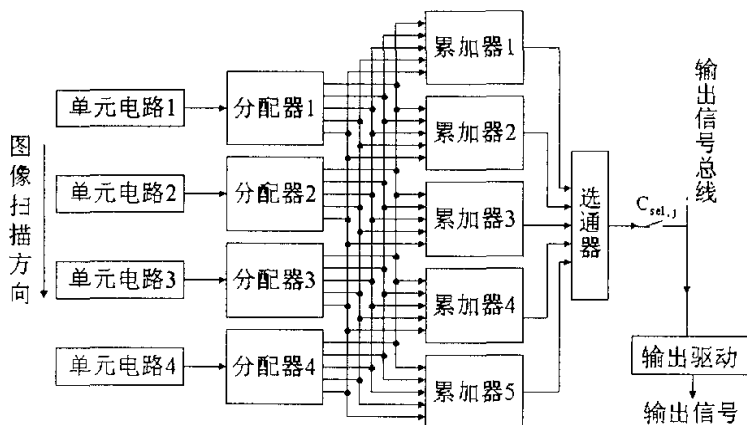 图像扫描方向
单元电路1
单元电路2
单元电路3
单元电路4
分配器1
分配器2
分配器3
分配器4
累加器1
累加器2
累加器3
累加器4
累加器5
选通器
Csel,j
输出信号总线
输出驱动
输出信号